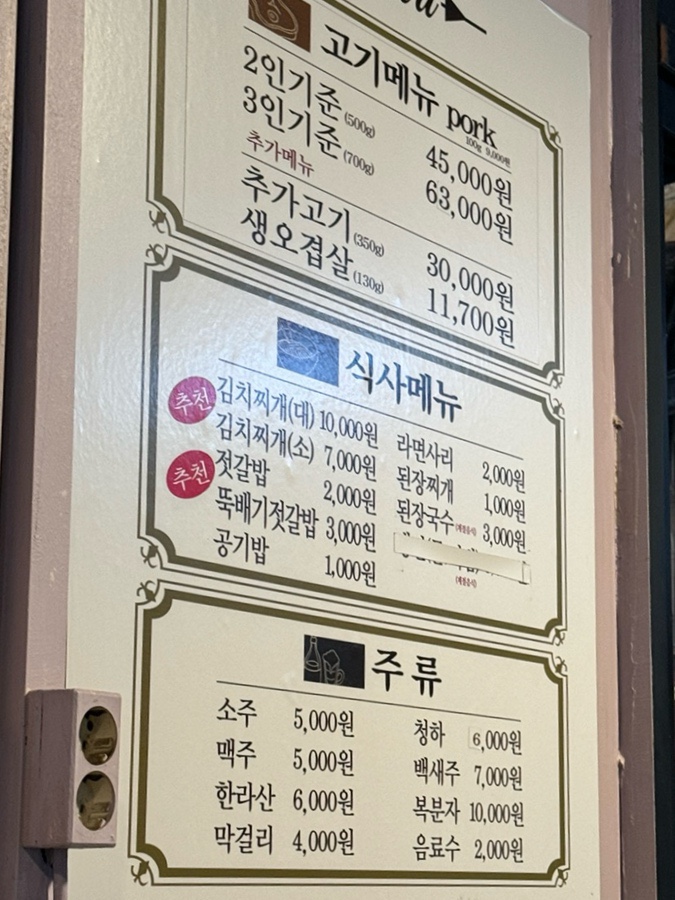 고기메뉴 pork
100g 9,000원
2인기준 (500g) 45,000원
3인기준 (700g) 63,000원
추가메뉴
추가고기 (350g) 30,000원
생오겹살 (130g) 11,700원
식사메뉴
추천 김치찌개(대) 10,000원
김치찌개(소) 7,000원
추천 젓갈밥 2,000원
뚝배기젓갈밥 3,000원
공기밥 1,000원
라면사리 2,000원
된장찌개 1,000원
된장국수 (계절음식) 3,000원
(계절음식)
주류
소주 5,000원
맥주 5,000원
한라산 6,000원
막걸리 4,000원
청하 6,000원
백새주 7,000원
복분자 10,000원
음료수 2,000원